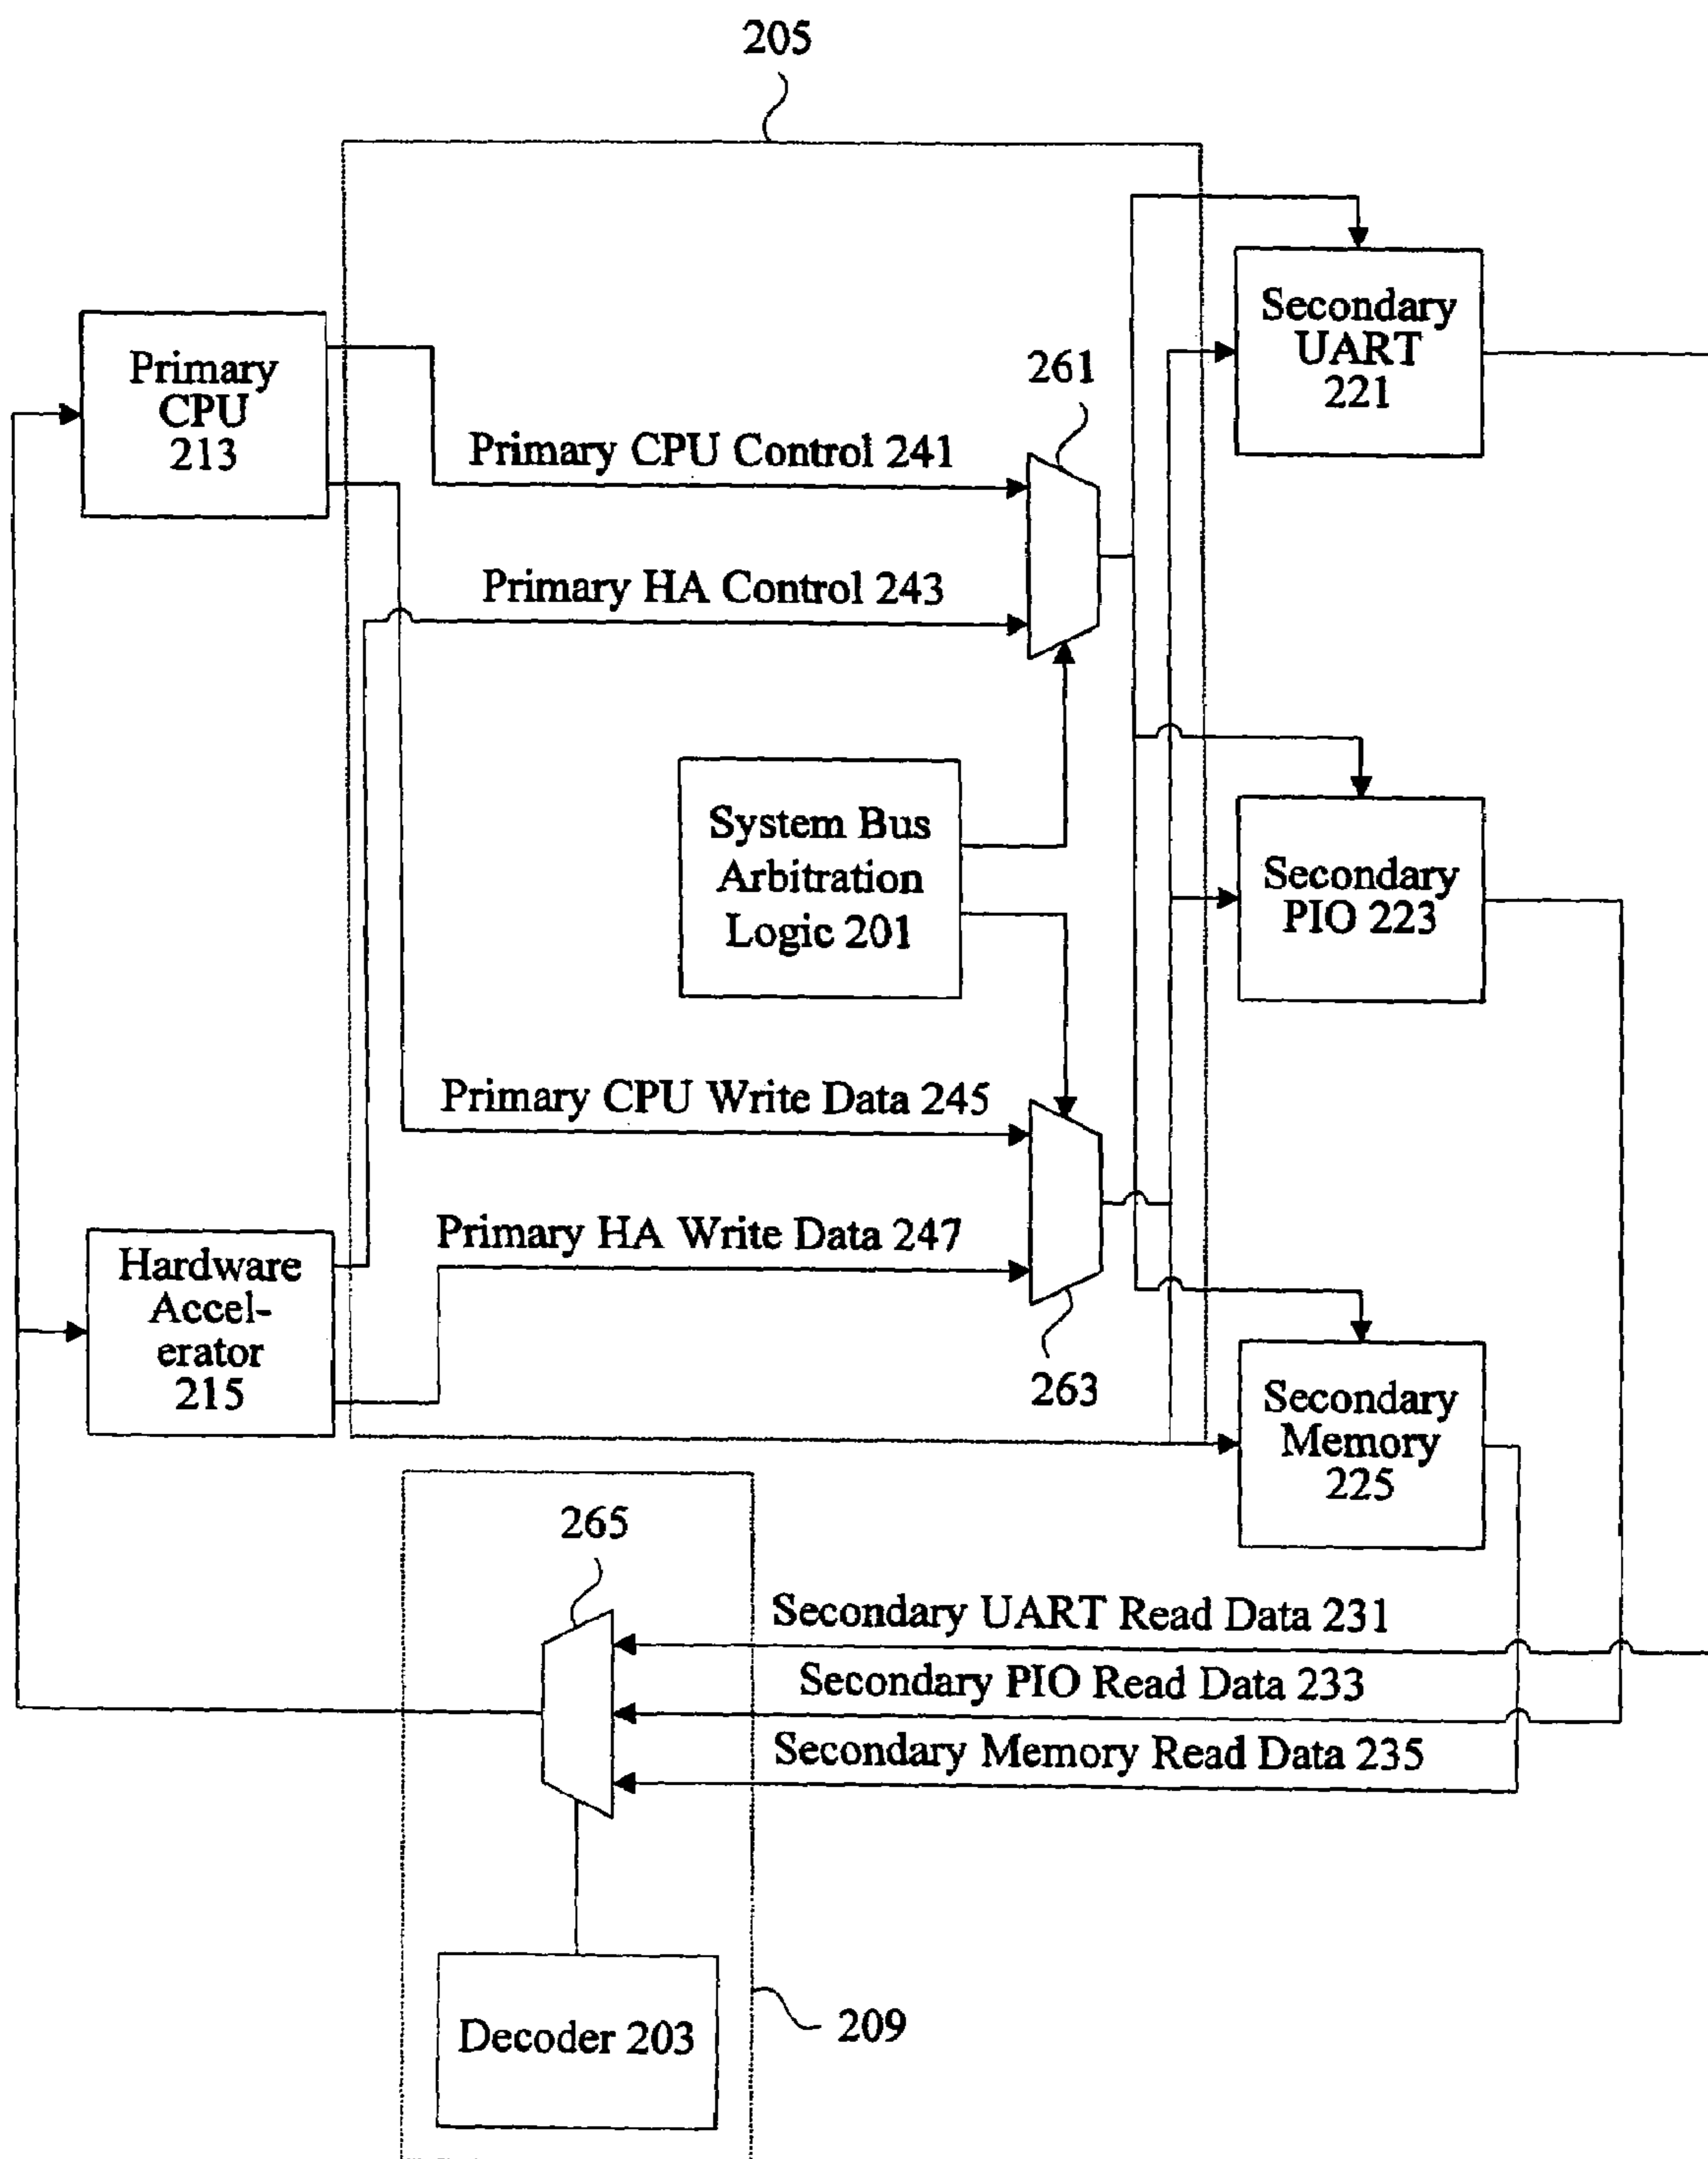 205
Secondary
UART
221
Primary
CPU
213
261
Primary CPU Control 241
Primary HA Control 243
System Bus
Arbitration
Logic 201
Secondary
PIO 223
Primary CPU Write Data 245
Primary HA Write Data 247
Hardware
Accel-
erator
215
263
Secondary
Memory
225
265
Secondary UART Read Data 231
Secondary PIO Read Data 233
Secondary Memory Read Data 235
Decoder 203
209